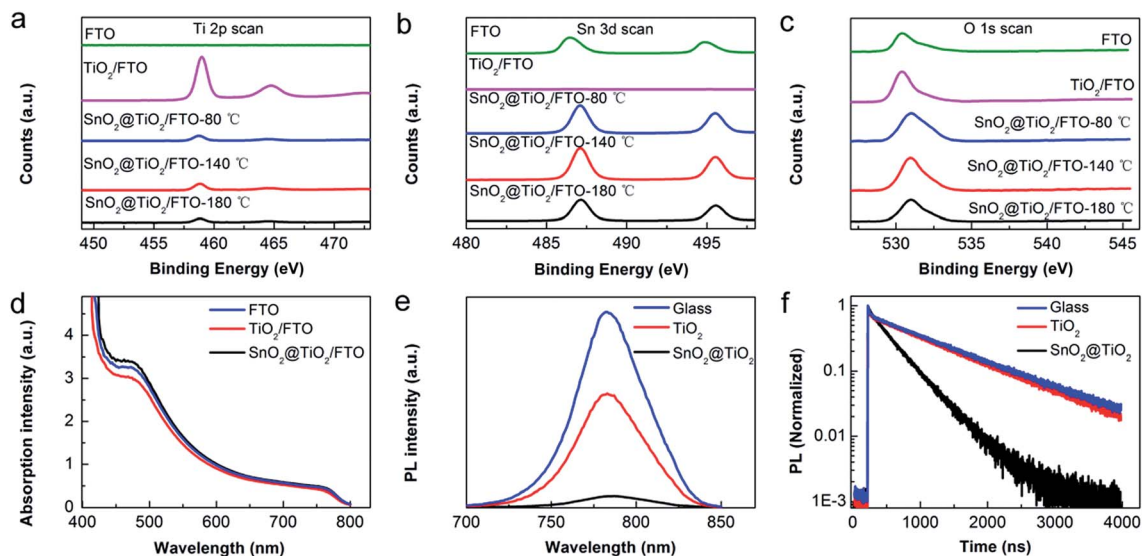 a
Ti 2p scan
FTO
TiO₂/FTO
SnO₂@TiO₂/FTO-80 ℃
SnO₂@TiO₂/FTO-140 ℃
SnO₂@TiO₂/FTO-180 ℃
Counts (a.u.)
450 455 460 465 470
Binding Energy (eV)
b
Sn 3d scan
FTO
TiO₂/FTO
SnO₂@TiO₂/FTO-80 ℃
SnO₂@TiO₂/FTO-140 ℃
SnO₂@TiO₂/FTO-180 ℃
Counts (a.u.)
480 485 490 495
Binding Energy (eV)
c
O 1s scan
FTO
TiO₂/FTO
SnO₂@TiO₂/FTO-80 ℃
SnO₂@TiO₂/FTO-140 ℃
SnO₂@TiO₂/FTO-180 ℃
Counts (a.u.)
530 535 540 545
Binding Energy (eV)
d
FTO
TiO₂/FTO
SnO₂@TiO₂/FTO
Absorption intensity (a.u.)
4
3
2
1
0
400 500 600 700 800
Wavelength (nm)
e
Glass
TiO₂
SnO₂@TiO₂
PL intensity (a.u.)
700 750 800 850
Wavelength (nm)
f
Glass
TiO₂
SnO₂@TiO₂
PL (Normalized)
1
0.1
0.01
1E-3
0 1000 2000 3000 4000
Time (ns)